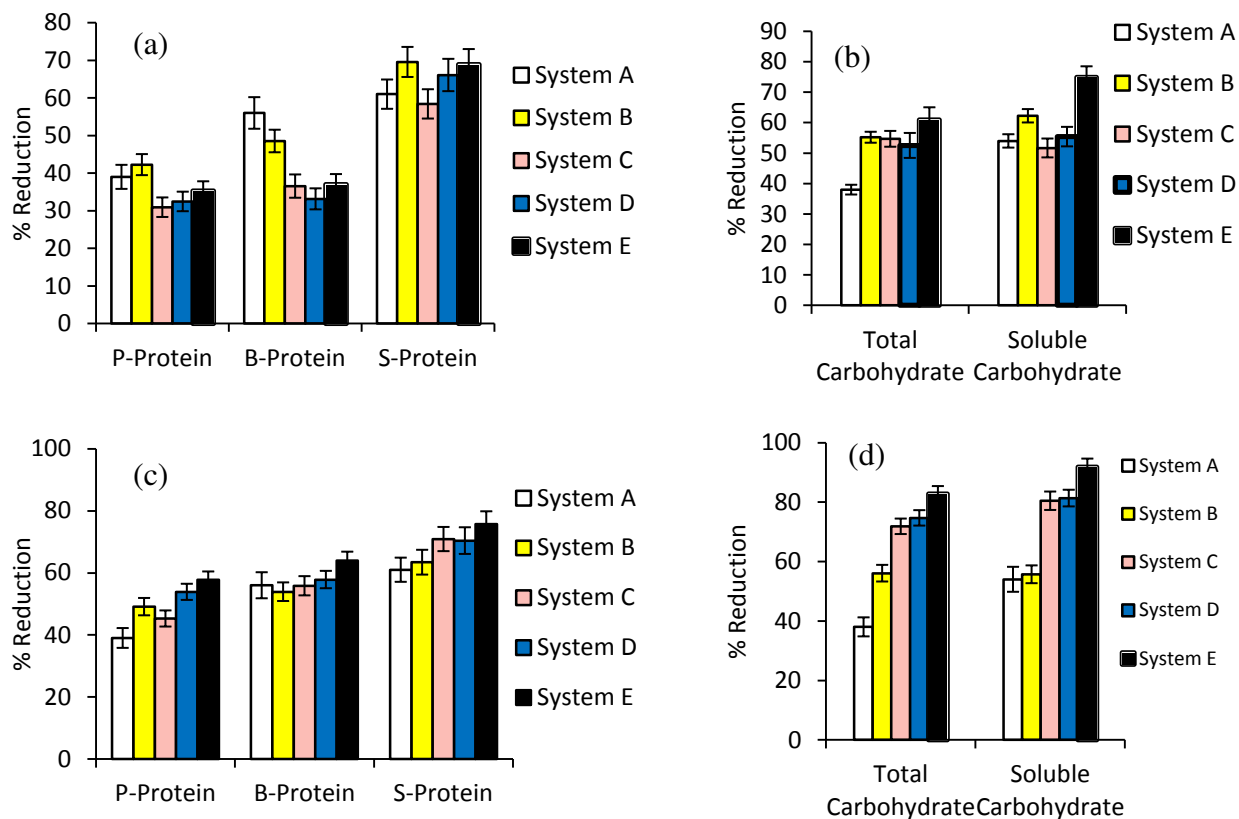 (a)
% Reduction
80
70
60
50
40
30
20
10
0
P-Protein B-Protein S-Protein
System A
System B
System C
System D
System E
(b)
% Reduction
90
80
70
60
50
40
30
20
10
0
Total Soluble
Carbohydrate Carbohydrate
System A
System B
System C
System D
System E
(c)
% Reduction
100
80
60
40
20
0
P-Protein B-Protein S-Protein
System A
System B
System C
System D
System E
(d)
% Reduction
100
80
60
40
20
0
Total Soluble
Carbohydrate Carbohydrate
System A
System B
System C
System D
System E